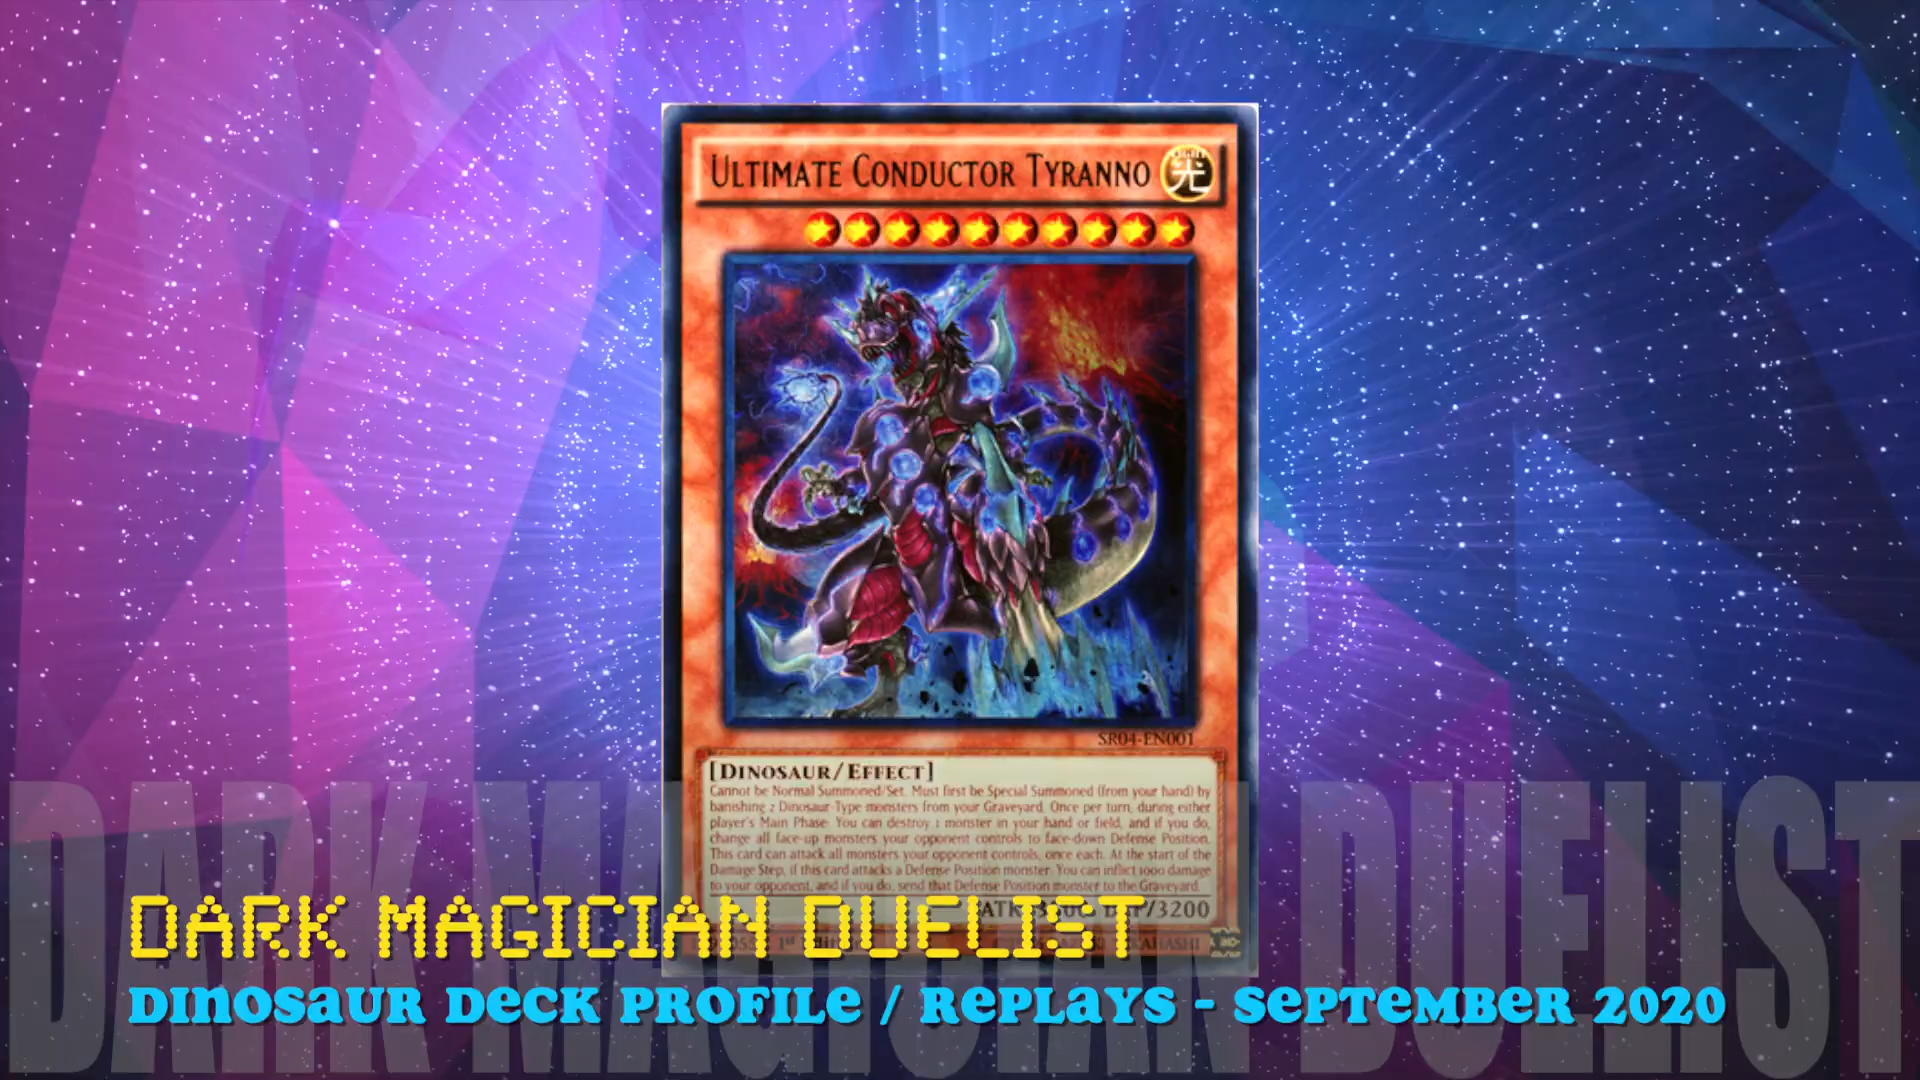 ULTIMATE CONDUCTOR TYRANNO
LIGHT
光
SR04-EN001
[DINOSAUR/EFFECT]
Cannot be Normal Summoned/Set. Must first be Special Summoned (from your hand) by
banishing 2 Dinosaur-Type monsters from your Graveyard. Once per turn, during either
player's Main Phase: You can destroy 1 monster in your hand or field, and if you do,
change all face-up monsters your opponent controls to face-down Defense Position.
This card can attack all monsters your opponent controls, once each. At the start of the
Damage Step, if this card attacks a Defense Position monster: You can inflict 1000 damage
to your opponent, and if you do, send that Defense Position monster to the Graveyard.
/3200
DARK MAGICIAN DUELIST
DARK MAGICIAN DUELIST
DINOSAUR DECK PROFILE / REPLAYS - SEPTEMBER 2020